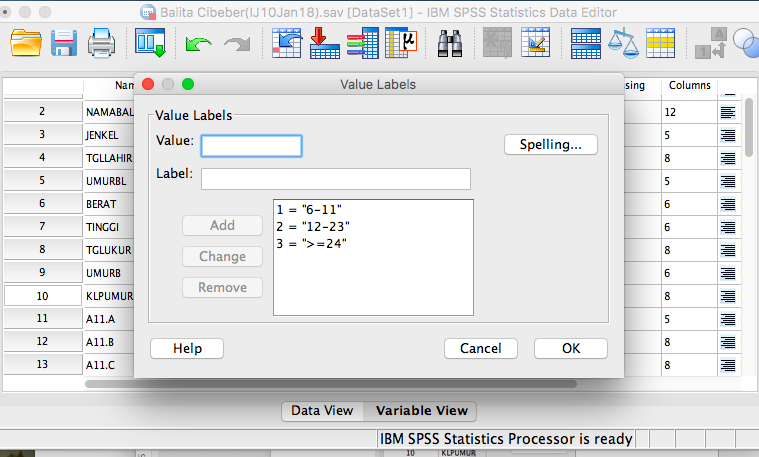 Balita Cibeber(IJ10Jan18).sav [DataSet1] - IBM SPSS Statistics Data Editor
A
1
μ
Value Labels
Columns
2 NAMABAL 12
3 JENKEL 5
4 TGLLAHIR 8
5 UMURBL 5
6 BERAT 6
7 TINGGI 6
8 TGLUKUR 8
9 UMURB 6
10 KLPUMUR 8
11 A11.A 5
12 A11.B 8
13 A11.C 8
Value Labels
Value:
Spelling...
Label:
Add
Change
Remove
1 = "6-11"
2 = "12-23"
3 = ">=24"
Help
Cancel
OK
Data View
Variable View
IBM SPSS Statistics Processor is ready
10 KLPUMUR